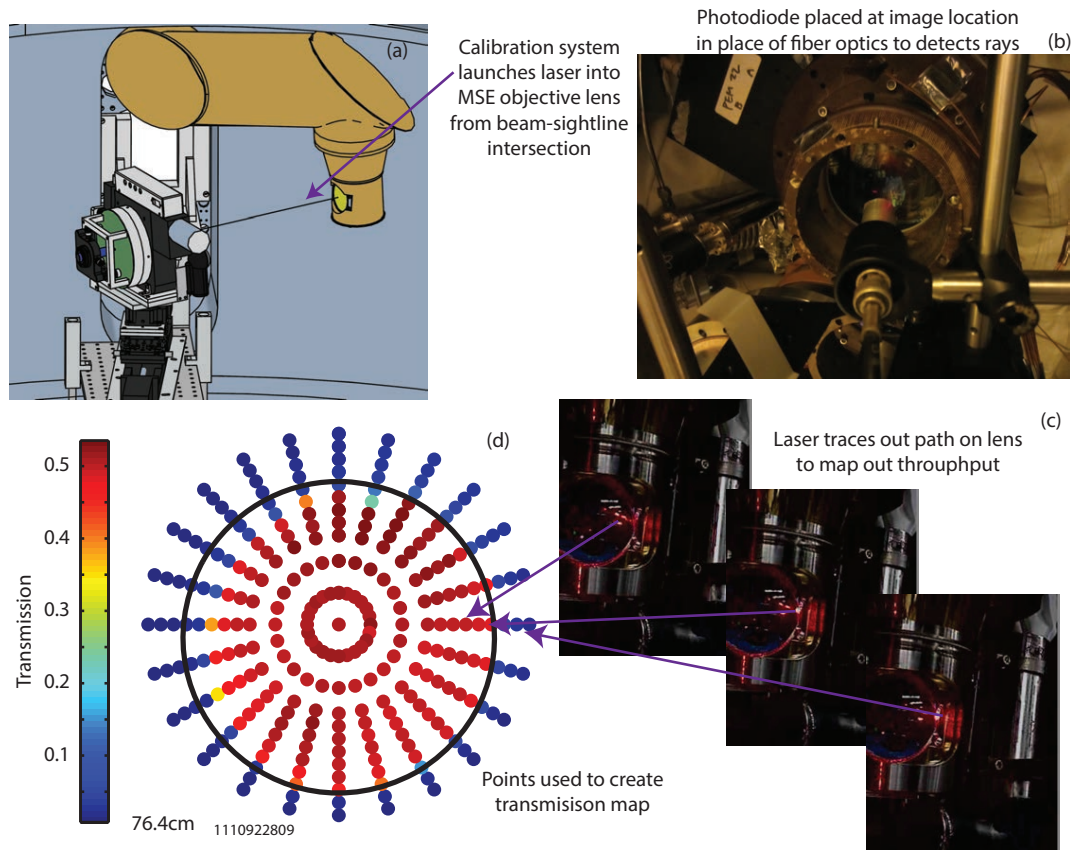 (a)
Calibration system
launches laser into
MSE objective lens
from beam-sightline
intersection
Photodiode placed at image location
in place of fiber optics to detects rays
(b)
PEM 22
(c)
Laser traces out path on lens
to map out throuphput
(d)
0.5
0.4
0.3
0.2
0.1
Transmission
Points used to create
transmisison map
76.4cm
1110922809